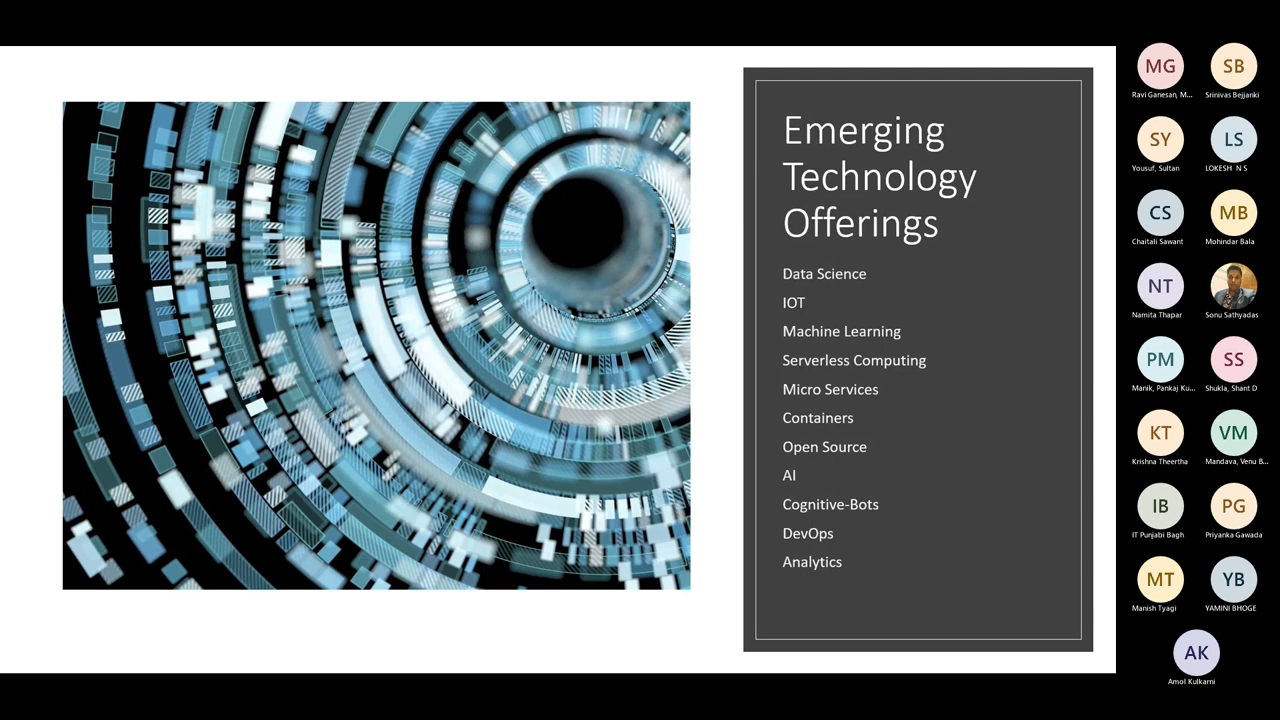 Emerging
Technology
Offerings
Data Science
IOT
Machine Learning
Serverless Computing
Micro Services
Containers
Open Source
AI
Cognitive-Bots
DevOps
Analytics
MG
Ravi Ganesan, M...
SB
Srinivas Bejjanki
SY
Yousuf, Sultan
LS
LOKESH N S
CS
Chaitali Sawant
MB
Mohindar Bala
NT
Namita Thapar
Sonu Sathyadas
PM
Manik, Pankaj Ku...
SS
Shukla, Shant D
KT
Krishna Theertha
VM
Mandava, Venu B...
IB
IT Punjabi Bagh
PG
Priyanka Gawada
MT
Manish Tyagi
YB
YAMINI BHOGE
AK
Amol Kulkarni